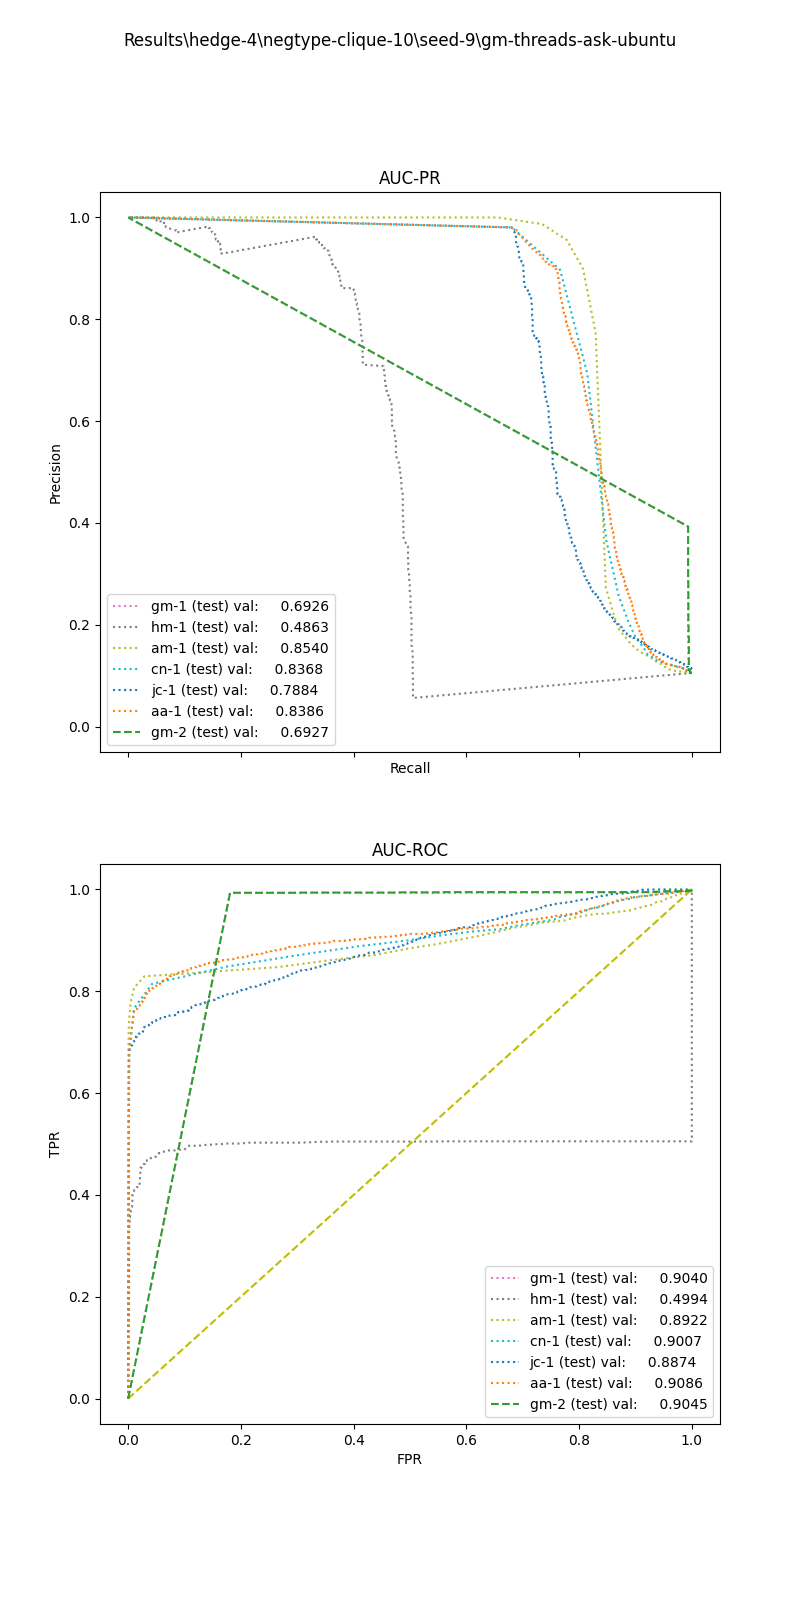 Results\hedge-4\negtype-clique-10\seed-9\gm-threads-ask-ubuntu
AUC-PR
1.0
0.8
0.6
0.4
0.2
0.0
Precision
gm-1 (test) val: 0.6926
hm-1 (test) val: 0.4863
am-1 (test) val: 0.8540
cn-1 (test) val: 0.8368
jc-1 (test) val: 0.7884
aa-1 (test) val: 0.8386
gm-2 (test) val: 0.6927
Recall
AUC-ROC
1.0
0.8
0.6
0.4
0.2
0.0
TPR
gm-1 (test) val: 0.9040
hm-1 (test) val: 0.4994
am-1 (test) val: 0.8922
cn-1 (test) val: 0.9007
jc-1 (test) val: 0.8874
aa-1 (test) val: 0.9086
gm-2 (test) val: 0.9045
0.0 0.2 0.4 0.6 0.8 1.0
FPR